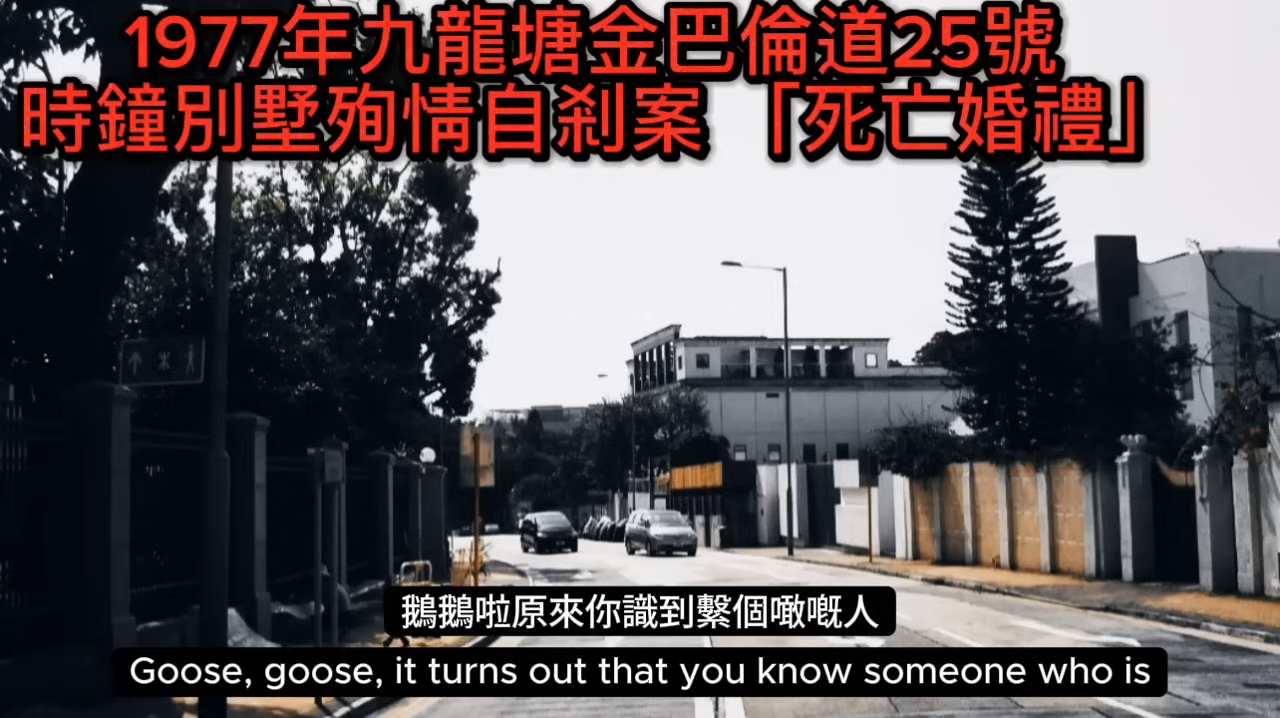 1977年九龍塘金巴倫道25號
時鐘別墅殉情自剎案 「死亡婚禮」
鵝鵝啦原來你識到繫個噉嘅人
Goose, goose, it turns out that you know someone who is